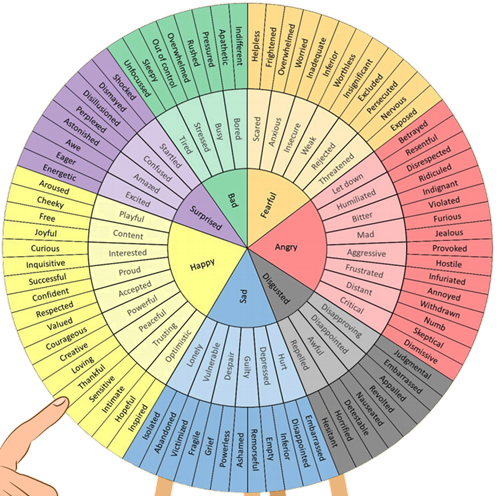 Fearful
Angry
Disgusted
Sad
Happy
Surprised
Bad
Scared
Anxious
Insecure
Weak
Rejected
Threatened
Let down
Humiliated
Bitter
Mad
Aggressive
Frustrated
Distant
Critical
Disapproving
Disappointed
Awful
Repelled
Hurt
Depressed
Guilty
Despair
Vulnerable
Lonely
Optimistic
Trusting
Peaceful
Powerful
Accepted
Proud
Interested
Content
Playful
Excited
Amazed
Confused
Startled
Tired
Stressed
Busy
Bored
Helpless
Frightened
Overwhelmed
Worried
Inadequate
Inferior
Worthless
Insignificant
Excluded
Persecuted
Nervous
Exposed
Betrayed
Resentful
Disrespected
Ridiculed
Indignant
Violated
Furious
Jealous
Provoked
Hostile
Infuriated
Annoyed
Withdrawn
Numb
Skeptical
Dismissive
Judgmental
Embarrassed
Appalled
Revolted
Nauseated
Detestable
Horrified
Hesitant
Embarrassed
Disappointed
Inferior
Empty
Remorseful
Ashamed
Powerless
Grief
Fragile
Victimized
Abandoned
Isolated
Inspired
Hopeful
Intimate
Sensitive
Thankful
Loving
Creative
Courageous
Valued
Respected
Confident
Successful
Inquisitive
Curious
Joyful
Free
Cheeky
Aroused
Energetic
Eager
Awe
Astonished
Perplexed
Disillusioned
Dismayed
Shocked
Unfocussed
Sleepy
Out of control
Overwhelmed
Rushed
Pressured
Apathetic
Indifferent